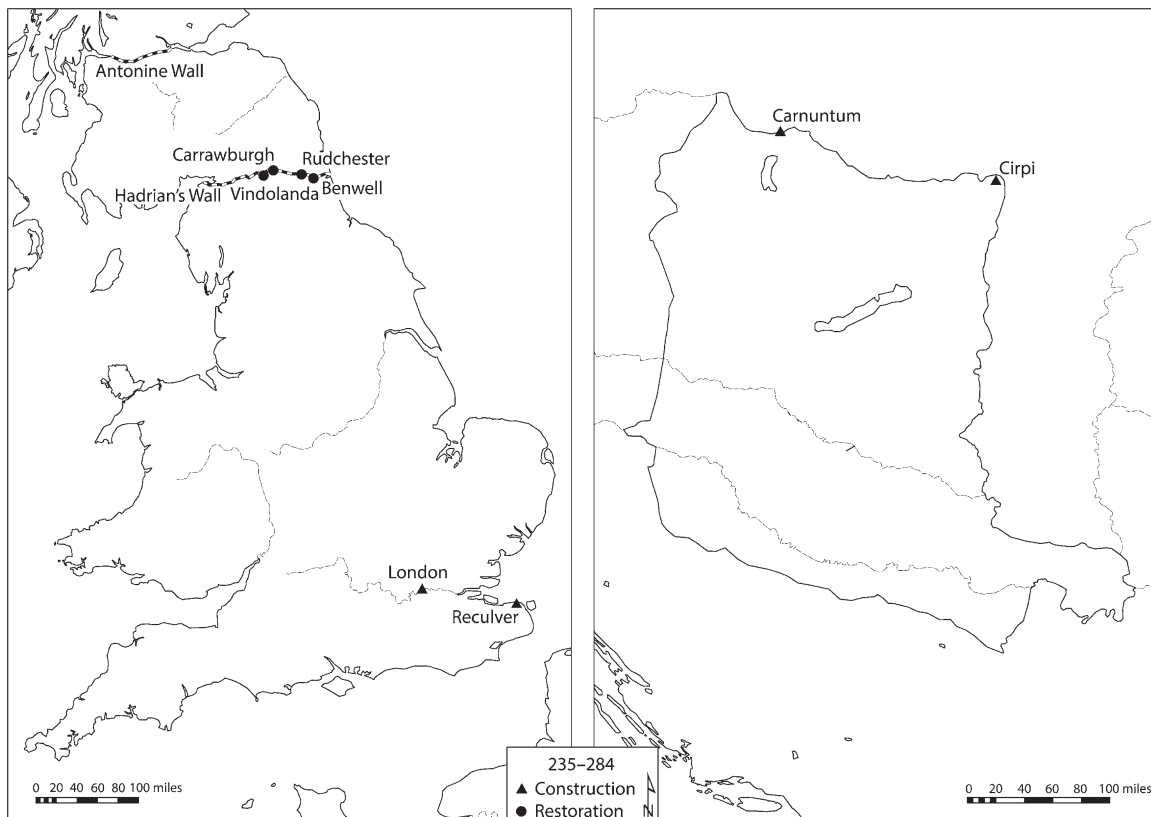 Antonine Wall
Carrawburgh
Rudchester
Hadrian's Wall
Vindolanda
Benwell
London
Reculver
0 20 40 60 80 100 miles
Carnuntum
Cirpi
0 20 40 60 80 100 miles
235–284
▲ Construction
● Restoration
N